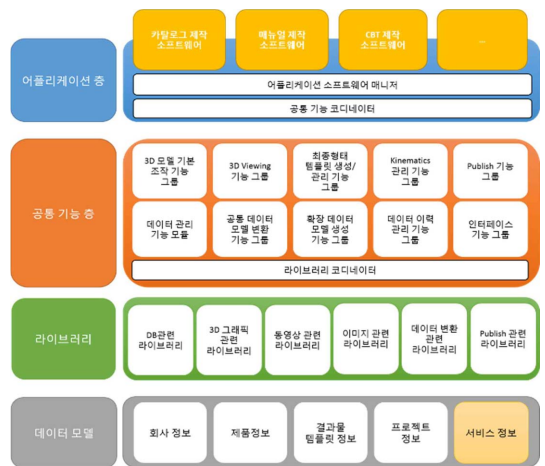 카탈로그 제작
소프트웨어
매뉴얼 제작
소프트웨어
CBT 제작
소프트웨어
...
어플리케이션 층
어플리케이션 소프트웨어 매니저
공통 기능 코디네이터
공통 기능 층
3D 모델 기본
조작 기능
그룹
3D Viewing
기능 그룹
최종형태
템플릿 생성/
관리 기능
그룹
Kinematics
관리 기능
그룹
Publish 기능
그룹
데이터 관리
기능 모듈
공통 데이터
모델 변환
기능 그룹
확장 데이터
모델 생성
기능 그룹
데이터 이력
관리 기능
그룹
인터페이스
기능 그룹
라이브러리 코디네이터
라이브러리
DB관련
라이브러리
3D 그래픽
관련
라이브러리
동영상 관련
라이브러리
이미지 관련
라이브러리
데이터 변환
관련
라이브러리
Publish 관련
라이브러리
데이터 모델
회사 정보
제품정보
결과물
템플릿 정보
프로젝트
정보
서비스 정보